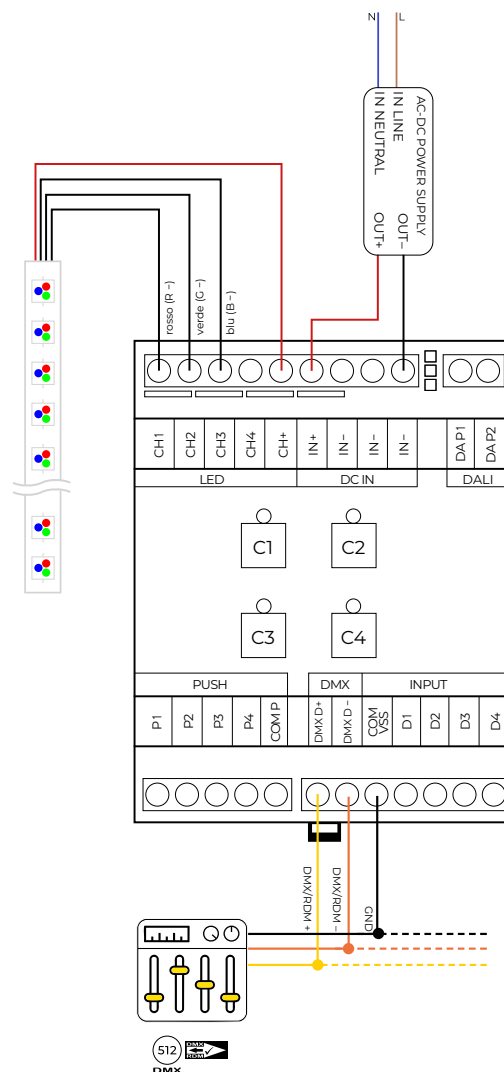 N L
AC-DC POWER SUPPLY
IN LINE
IN NEUTRAL
OUT+
OUT−
rosso (R −)
verde (G −)
blu (B −)
CH1
CH2
CH3
CH4
CH+
IN+
IN−
IN−
IN−
DA P1
DA P2
LED
DC IN
DALI
C1
C2
C3
C4
PUSH
DMX
INPUT
P1
P2
P3
P4
COM P
DMX D+
DMX D −
COM
VSS
D1
D2
D3
D4
DMX/RDM +
DMX/RDM −
GND
512
DMX
RDM
DMX